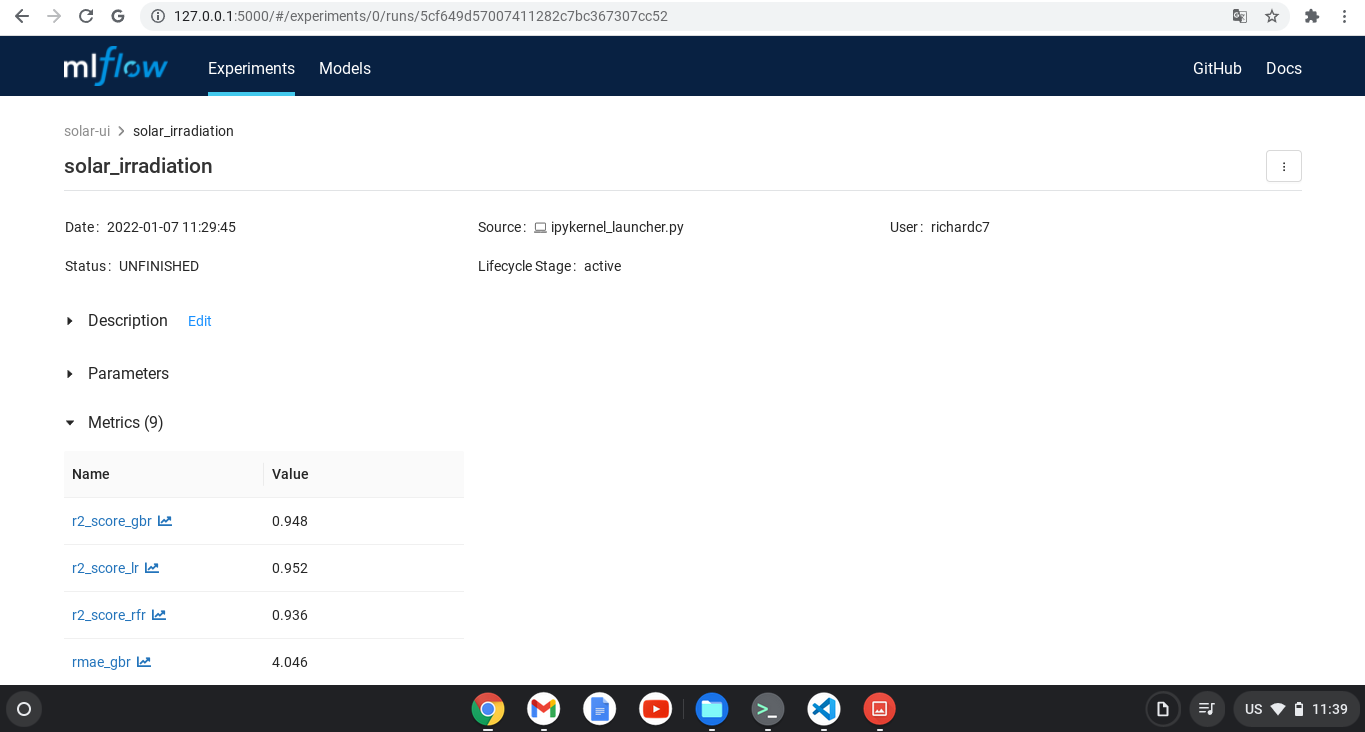 127.0.0.1:5000/#/experiments/0/runs/5cf649d57007411282c7bc367307cc52
mlflow Experiments Models GitHub Docs
solar-ui > solar_irradiation
solar_irradiation
Date: 2022-01-07 11:29:45 Source: ipykernel_launcher.py User: richardc7
Status: UNFINISHED Lifecycle Stage: active
Description Edit
Parameters
Metrics (9)
Name Value
r2_score_gbr 0.948
r2_score_lr 0.952
r2_score_rfr 0.936
rmae_gbr 4.046
US 11:39